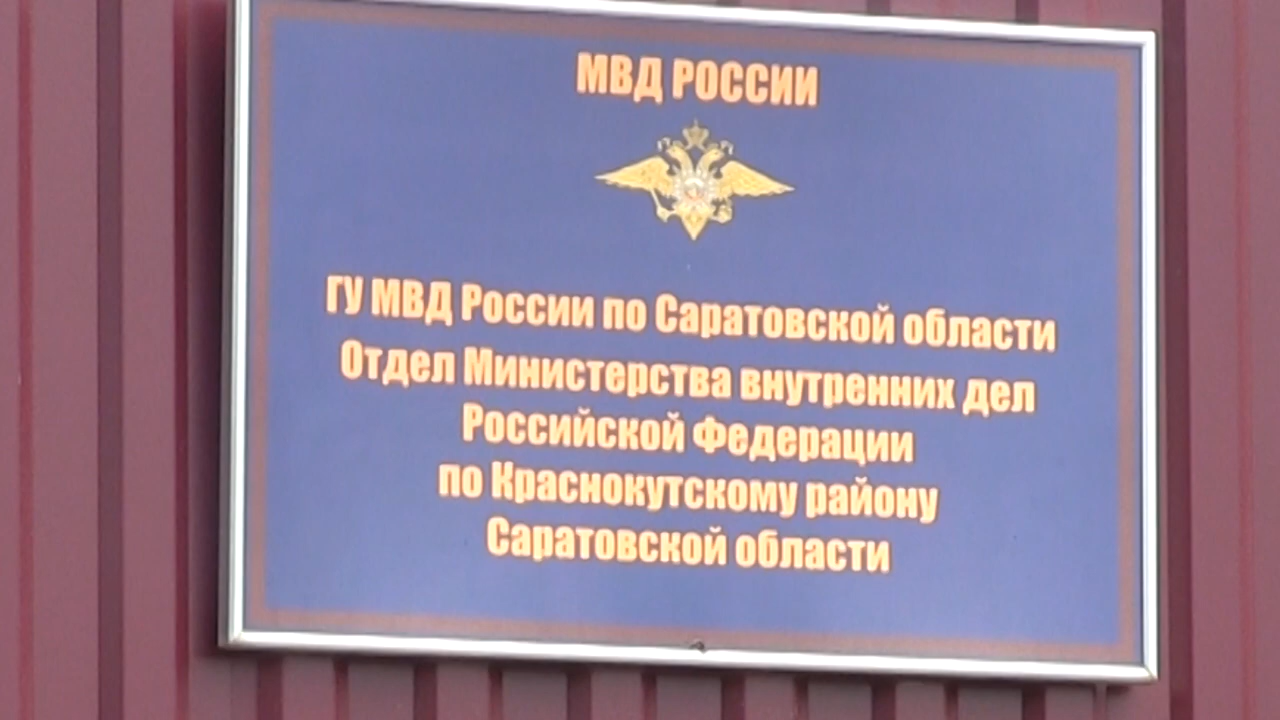 МВД РОССИИ
ГУ МВД России по Саратовской области
Отдел Министерства внутренних дел
Российской Федерации
по Краснокутскому району
Саратовской области